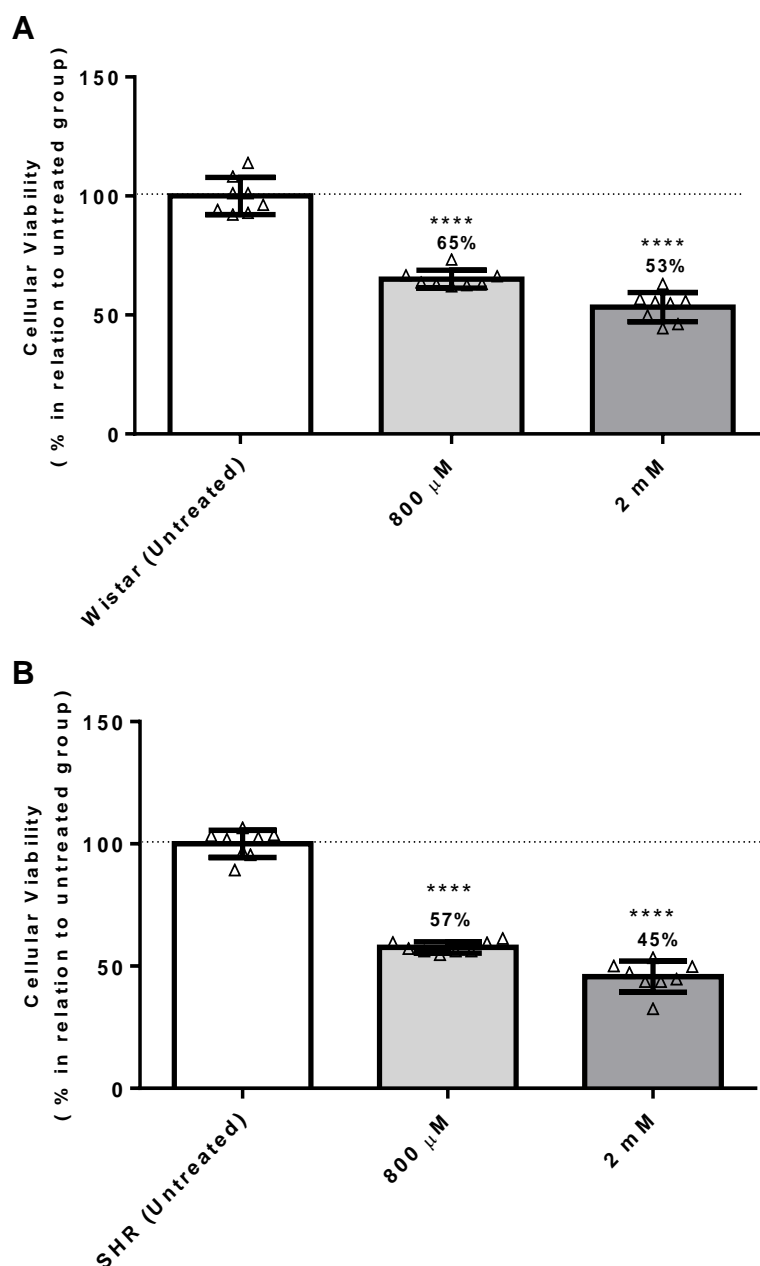 A
Cellular Viability
( % in relation to untreated group)
150
100
50
0
****
65%
****
53%
Wistar (Untreated)
800 μM
2 mM
B
Cellular Viability
( % in relation to untreated group)
150
100
50
0
****
57%
****
45%
SHR (Untreated)
800 μM
2 mM